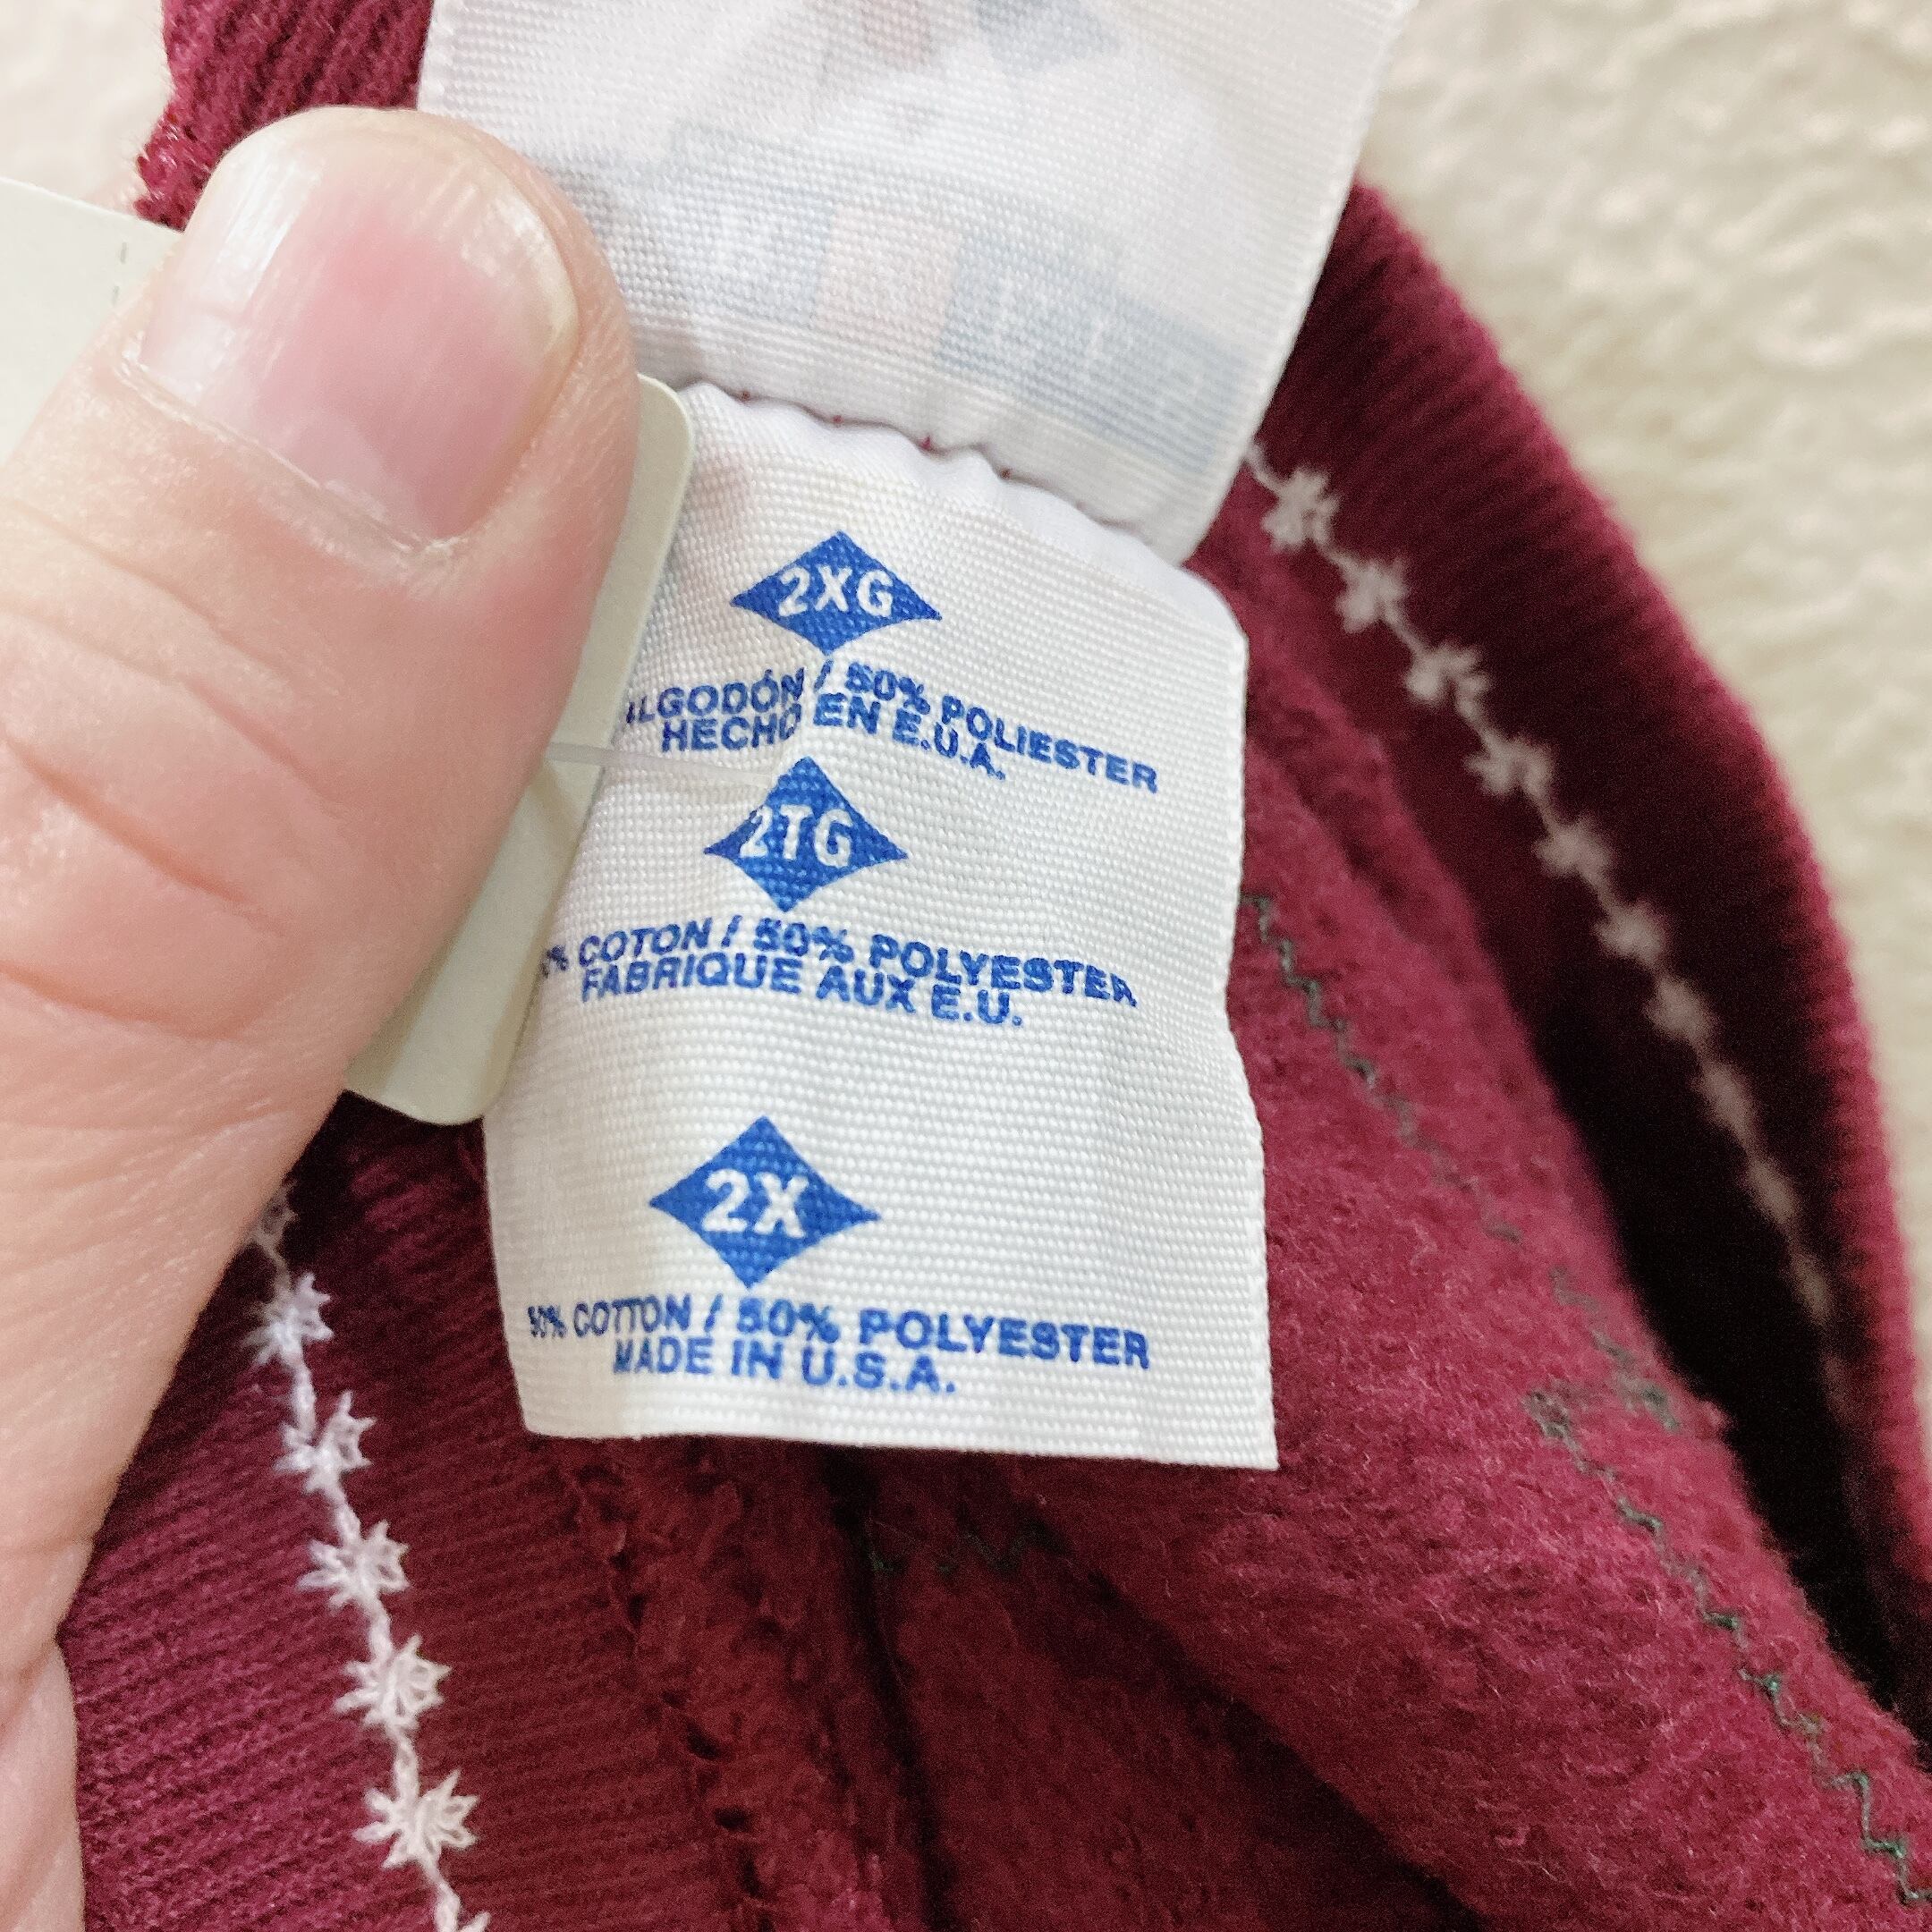 2XG
ALGODÓN / 50% POLIESTER
HECHO EN E.U.A.
2TG
COTON / 50% POLYESTER
FABRIQUE AUX E.U.
2X
50% COTTON / 50% POLYESTER
MADE IN U.S.A.